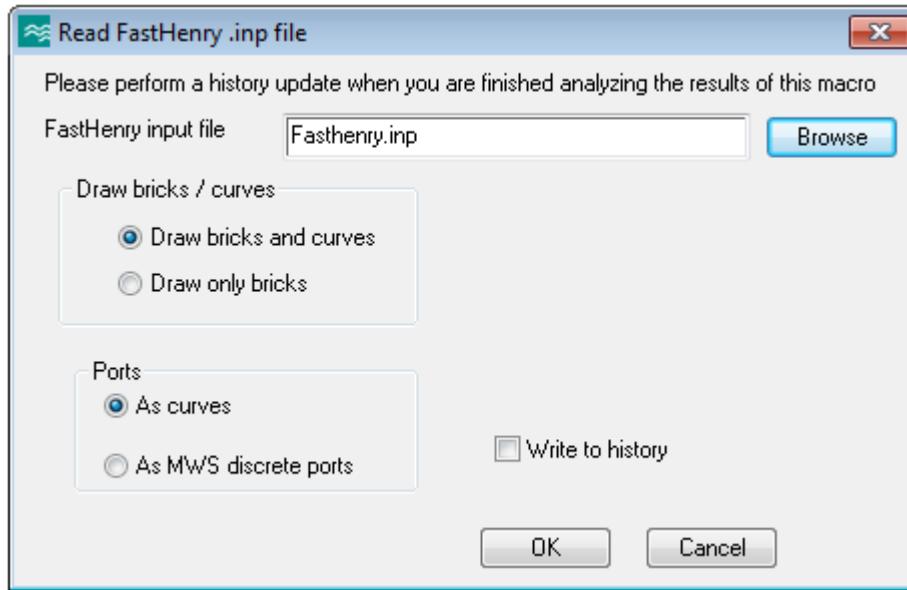 Read FastHenry .inp file
Please perform a history update when you are finished analyzing the results of this macro
FastHenry input file Fasthenry.inp Browse
Draw bricks / curves
Draw bricks and curves
Draw only bricks
Ports
As curves
As MWS discrete ports
Write to history
OK Cancel